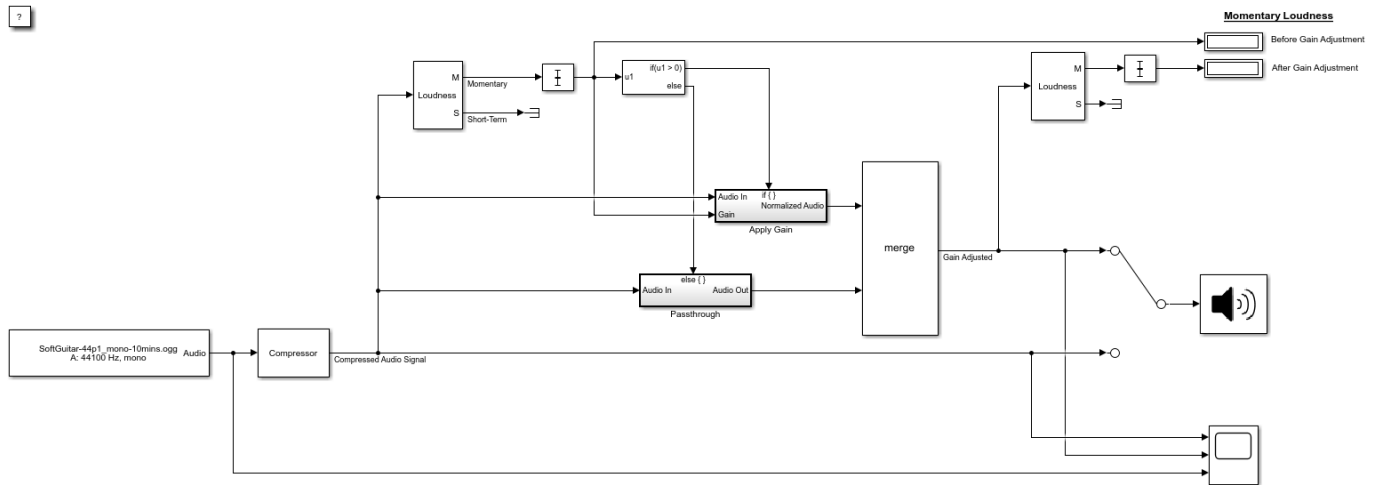 ?
Momentary Loudness
Before Gain Adjustment
After Gain Adjustment
Loudness
M
Momentary
S
Short-Term
u1
if(u1 > 0)
else
Loudness
M
S
Audio In
Gain
if { }
Normalized Audio
Apply Gain
else { }
Audio In
Audio Out
Passthrough
merge
Gain Adjusted
SoftGuitar-44p1_mono-10mins.ogg
A: 44100 Hz, mono
Audio
Compressor
Compressed Audio Signal